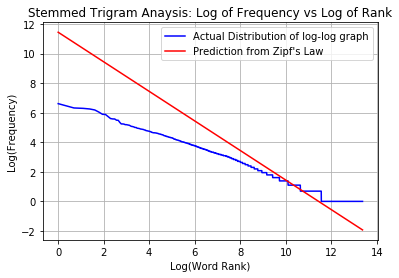 Stemmed Trigram Anaysis: Log of Frequency vs Log of Rank
12
10
8
6
4
2
0
−2
Log(Frequency)
Actual Distribution of log-log graph
Prediction from Zipf's Law
0 2 4 6 8 10 12 14
Log(Word Rank)